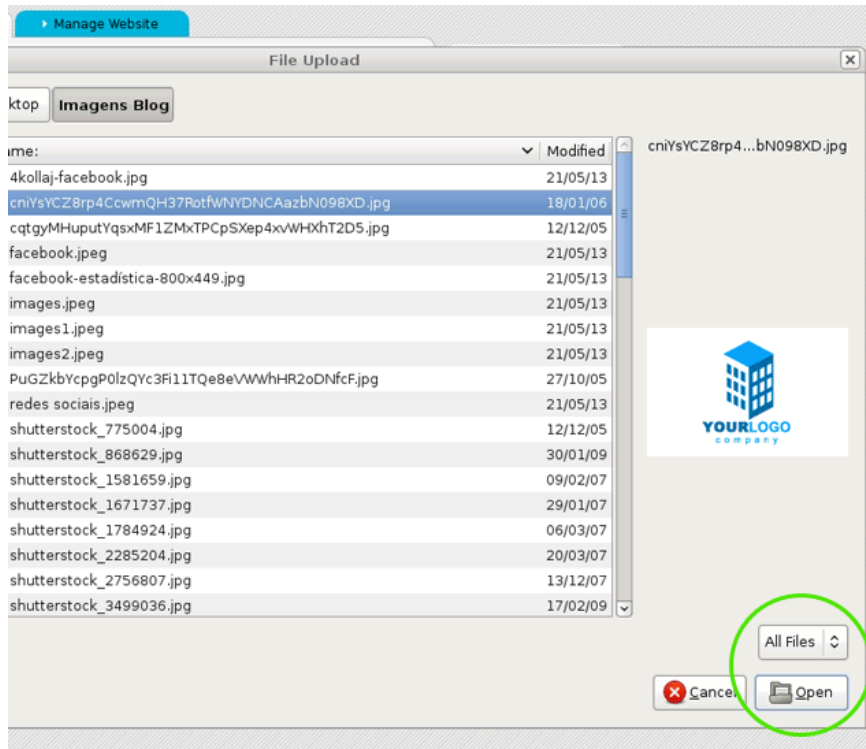 Manage Website
File Upload
ktop Imagens Blog
ame: Modified
4kollaj-facebook.jpg 21/05/13
cniYsYCZ8rp4CcwmQH37RotfWNYDNCAazbN098XD.jpg 18/01/06
cqtgyMHuputYqsxMF1ZMxTPCpSXep4xvWHXhT2D5.jpg 12/12/05
facebook.jpeg 21/05/13
facebook-estadística-800x449.jpg 21/05/13
images.jpeg 21/05/13
images1.jpeg 21/05/13
images2.jpeg 21/05/13
PuGZkbYcpgP0lzQYc3Fi11TQe8eVWWhHR2oDNfcF.jpg 27/10/05
redes sociais.jpeg 21/05/13
shutterstock_775004.jpg 12/12/05
shutterstock_868629.jpg 30/01/09
shutterstock_1581659.jpg 09/02/07
shutterstock_1671737.jpg 29/01/07
shutterstock_1784924.jpg 06/03/07
shutterstock_2285204.jpg 20/03/07
shutterstock_2756807.jpg 13/12/07
shutterstock_3499036.jpg 17/02/09
cniYsYCZ8rp4...bN098XD.jpg
YOURLOGO
company
All Files
Cancel Open